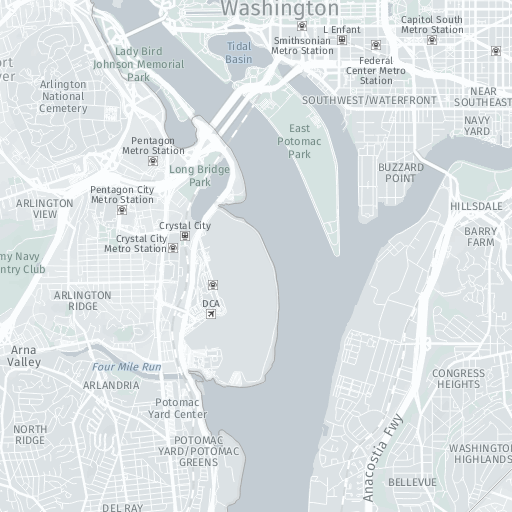 Washington
L Enfant
Capitol South
Metro Station
Smithsonian
Metro Station
Tidal
Basin
Lady Bird
Johnson Memorial
Park
Federal
Center Metro
Station
Arlington
National
Cemetery
SOUTHWEST/WATERFRONT
NEAR
SOUTHEAST
NAVY
YARD
East
Potomac
Park
Pentagon
Metro Station
Long Bridge
Park
BUZZARD
POINT
Pentagon City
Metro Station
ARLINGTON
VIEW
HILLSDALE
Crystal City
BARRY
FARM
Crystal City
Metro Station
my Navy
ntry Club
ARLINGTON
RIDGE
DCA
Arna
Valley
Four Mile Run
ARLANDRIA
CONGRESS
HEIGHTS
Potomac
Yard Center
NORTH
RIDGE
POTOMAC
YARD/POTOMAC
GREENS
Anacostia Fwy
WASHINGTON
HIGHLANDS
BELLEVUE
DEL RAY